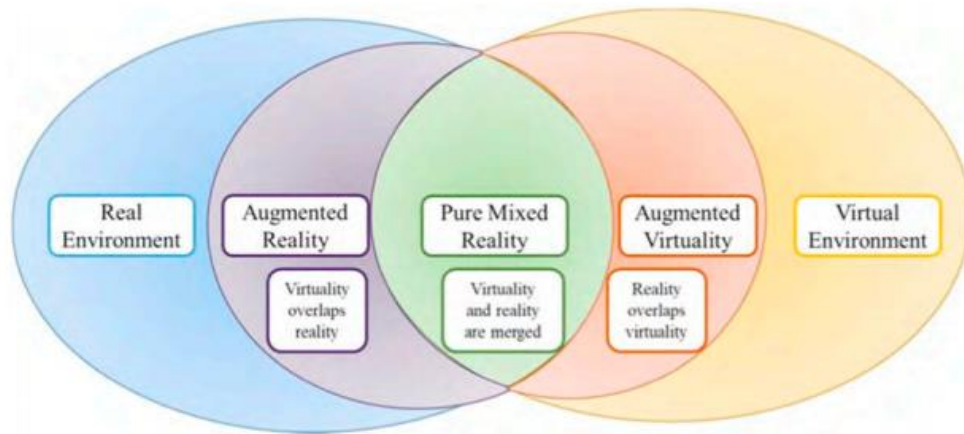 Real
Environment
Augmented
Reality
Pure Mixed
Reality
Augmented
Virtuality
Virtual
Environment
Virtuality
overlaps
reality
Virtuality
and reality
are merged
Reality
overlaps
virtuality